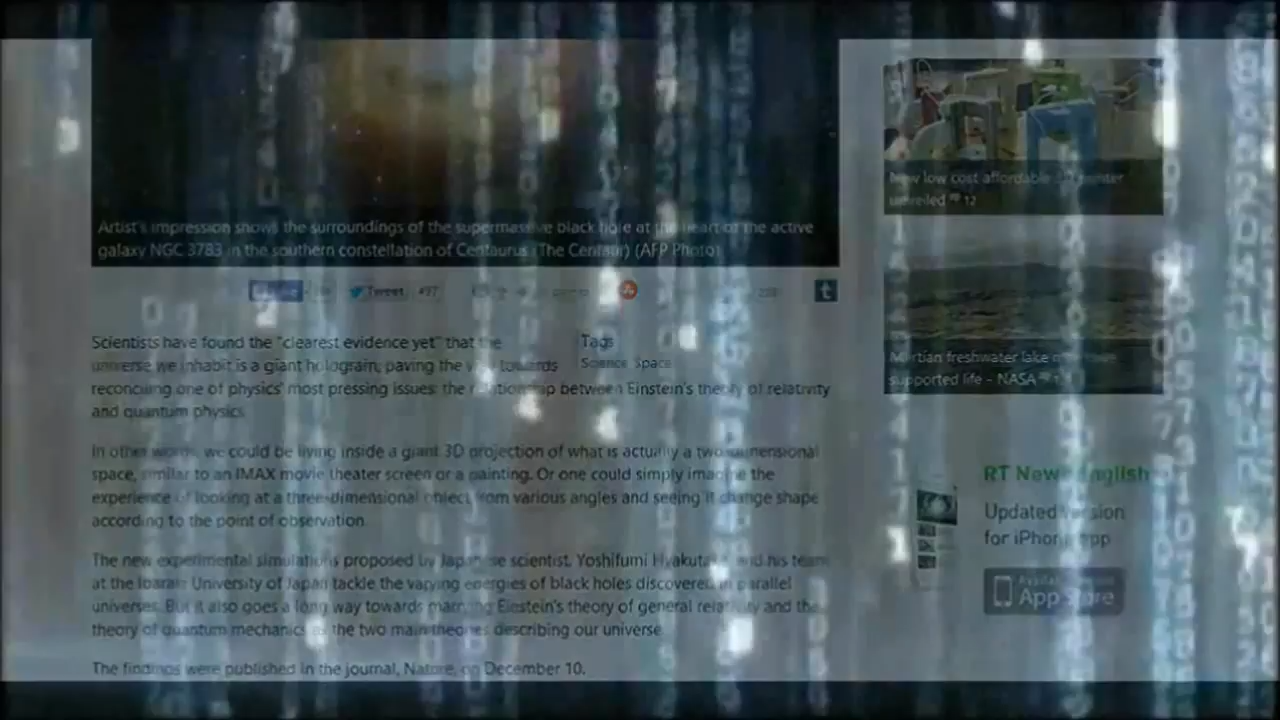 Artist's impression shows the surroundings of the supermassive black hole at the heart of the active
galaxy NGC 3783 in the southern constellation of Centaurus (The Centaur) (AFP Photo)
New low cost affordable printer
unveiled 12
Tweet 497
t
Martian freshwater lake may have
supported life - NASA
Tags
Science Space
Scientists have found the "clearest evidence yet" that the
universe we inhabit is a giant hologram, paving the way towards
reconciling one of physics' most pressing issues: the relationship between Einstein's theory of relativity
and quantum physics.
In other words, we could be living inside a giant 3D projection of what is actually a two-dimensional
space, similar to an IMAX movie theater screen or a painting. Or one could simply imagine the
experience of looking at a three-dimensional object from various angles and seeing it change shape
according to the point of observation.
The new experimental simulations proposed by Japanese scientist, Yoshifumi Hyakutake and his team
at the Ibaraki University of Japan tackle the varying energies of black holes discovered in parallel
universes. But it also goes a long way towards marrying Einstein's theory of general relativity and the
theory of quantum mechanics as the two main theories describing our universe.
The findings were published in the journal, Nature, on December 10.
RT News English
Updated version
for iPhone app
Available on the
App Store